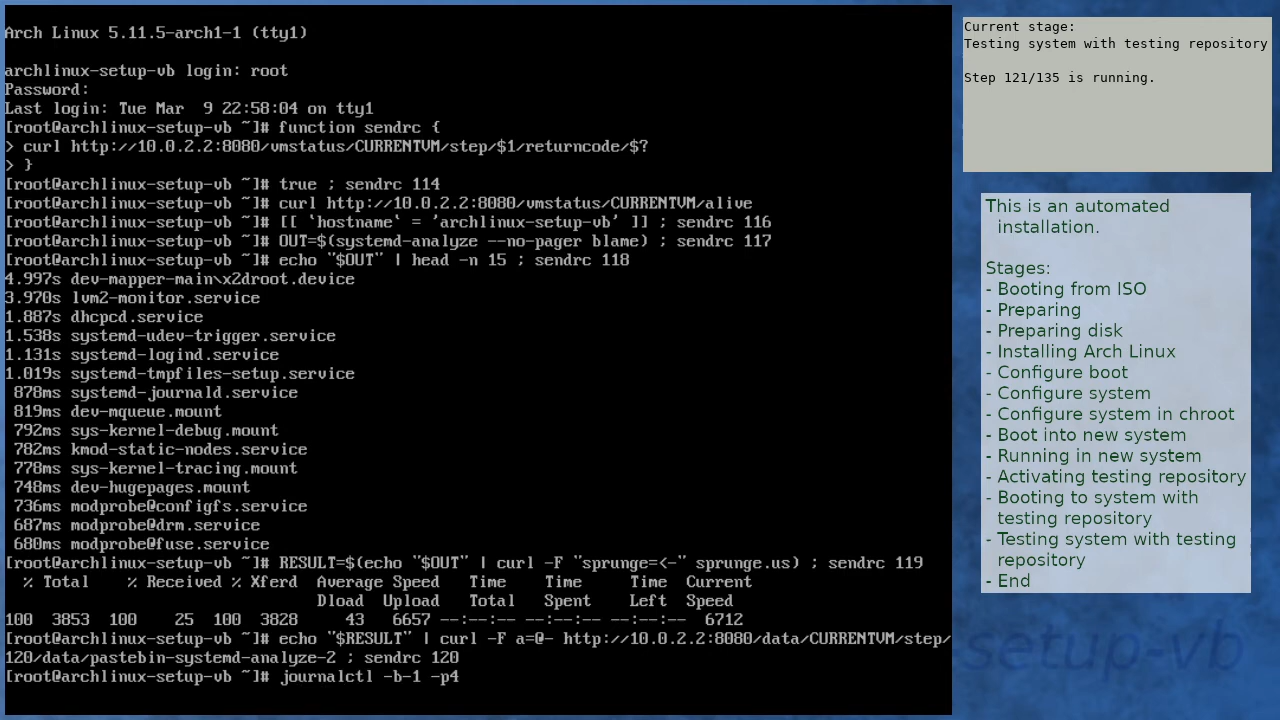 Arch Linux 5.11.5-arch1-1 (tty1)
archlinux-setup-vb login: root
Password:
Last login: Tue Mar  9 22:58:04 on tty1
[root@archlinux-setup-vb ~]# function sendrc {
> curl http://10.0.2.2:8080/vmstatus/CURRENTVM/step/$1/returncode/$?
> }
[root@archlinux-setup-vb ~]# true ; sendrc 114
[root@archlinux-setup-vb ~]# curl http://10.0.2.2:8080/vmstatus/CURRENTVM/alive
[root@archlinux-setup-vb ~]# [[ `hostname` = 'archlinux-setup-vb' ]] ; sendrc 116
[root@archlinux-setup-vb ~]# OUT=$(systemd-analyze --no-pager blame) ; sendrc 117
[root@archlinux-setup-vb ~]# echo "$OUT" | head -n 15 ; sendrc 118
4.997s dev-mapper-main\x2droot.device
3.970s lvm2-monitor.service
1.887s dhcpcd.service
1.538s systemd-udev-trigger.service
1.131s systemd-logind.service
1.019s systemd-tmpfiles-setup.service
 878ms systemd-journald.service
 819ms dev-mqueue.mount
 792ms sys-kernel-debug.mount
 782ms kmod-static-nodes.service
 778ms sys-kernel-tracing.mount
 748ms dev-hugepages.mount
 736ms modprobe@configfs.service
 687ms modprobe@drm.service
 680ms modprobe@fuse.service
[root@archlinux-setup-vb ~]# RESULT=$(echo "$OUT" | curl -F "sprunge=<-" sprunge.us) ; sendrc 119
  % Total    % Received % Xferd  Average Speed   Time    Time     Time  Current
                                 Dload  Upload   Total   Spent    Left  Speed
100  3853  100    25  100  3828     43   6657 --:--:-- --:--:-- --:--:--  6712
[root@archlinux-setup-vb ~]# echo "$RESULT" | curl -F a=@- http://10.0.2.2:8080/data/CURRENTVM/step/
120/data/pastebin-systemd-analyze-2 ; sendrc 120
[root@archlinux-setup-vb ~]# journalctl -b-1 -p4
Current stage:
Testing system with testing repository
Step 121/135 is running.
This is an automated
installation.
Stages:
- Booting from ISO
- Preparing
- Preparing disk
- Installing Arch Linux
- Configure boot
- Configure system
- Configure system in chroot
- Boot into new system
- Running in new system
- Activating testing repository
- Booting to system with
testing repository
- Testing system with testing
repository
- End
setup-vb